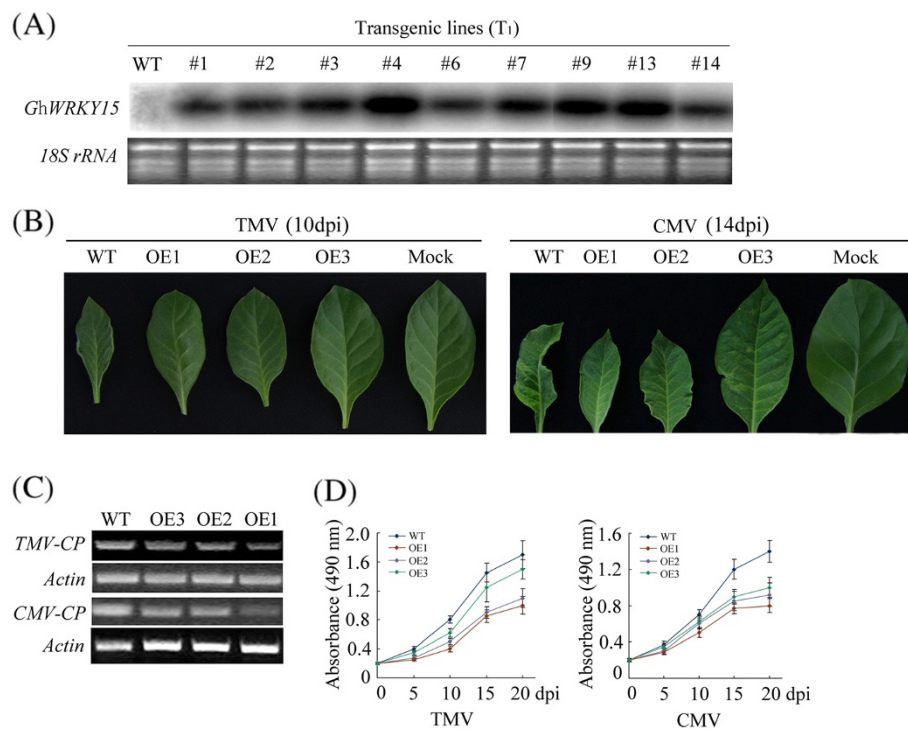 (A)
Transgenic lines (T1)
WT #1 #2 #3 #4 #6 #7 #9 #13 #14
GhWRKY15
18S rRNA
(B)
TMV (10dpi)
WT OE1 OE2 OE3 Mock
CMV (14dpi)
WT OE1 OE2 OE3 Mock
(C)
WT OE3 OE2 OE1
TMV-CP
Actin
CMV-CP
Actin
(D)
Absorbance (490 nm)
2.0
1.6
1.2
0.8
0.4
0
WT
OE1
OE2
OE3
0 5 10 15 20 dpi
TMV
Absorbance (490 nm)
1.6
1.2
0.8
0.4
0
WT
OE1
OE2
OE3
0 5 10 15 20 dpi
CMV